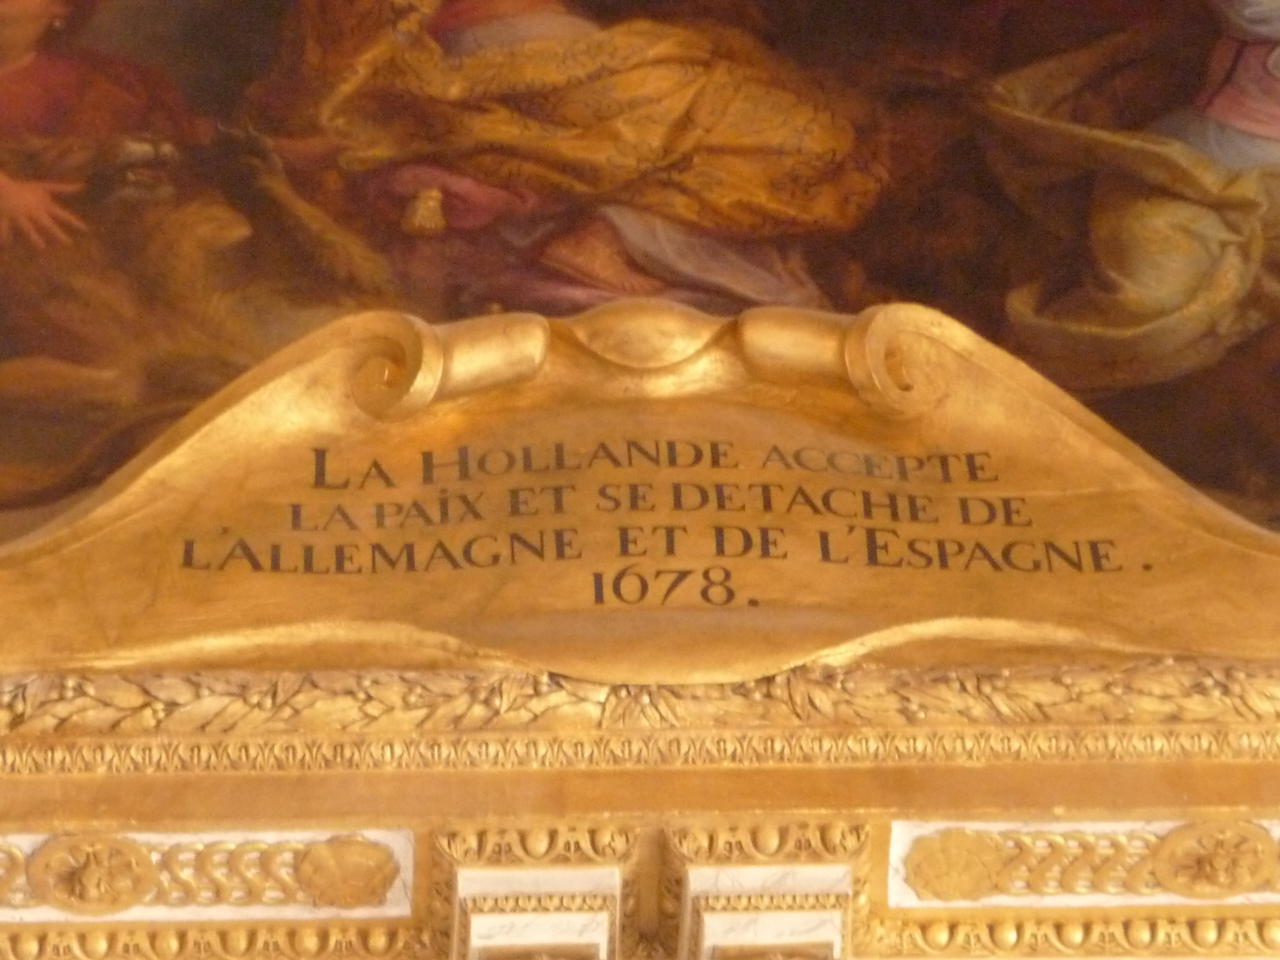 LA HOLLANDE ACCEPTE
LA PAIX ET SE DETACHE DE
L'ALLEMAGNE ET DE L'ESPAGNE.
1678.